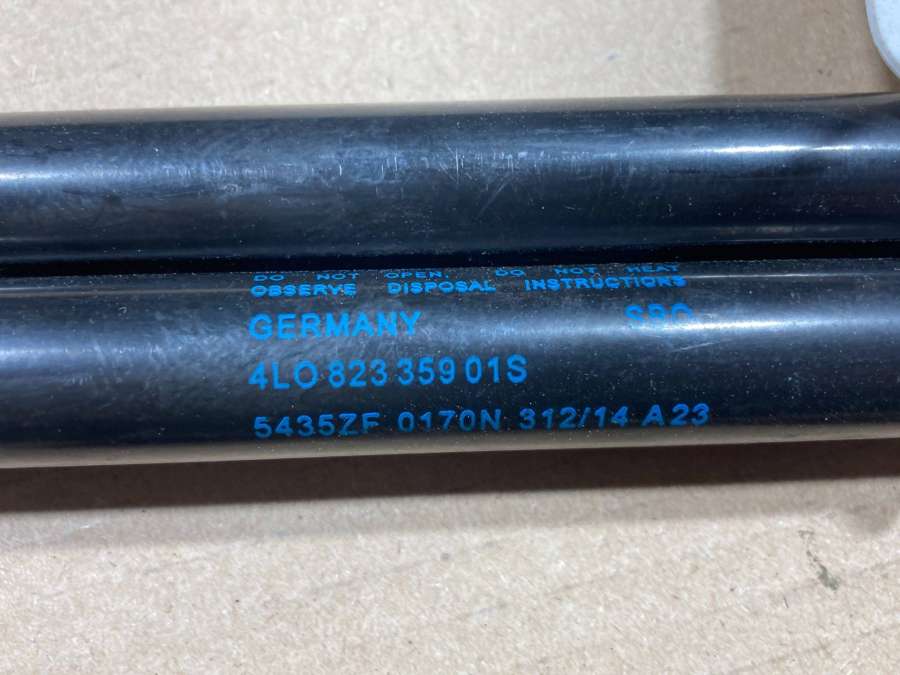 DO NOT OPEN. DO NOT HEAT
OBSERVE DISPOSAL INSTRUCTIONS
GERMANY
4LO 823 359 01S
5435ZF 0170N 312/14 A23